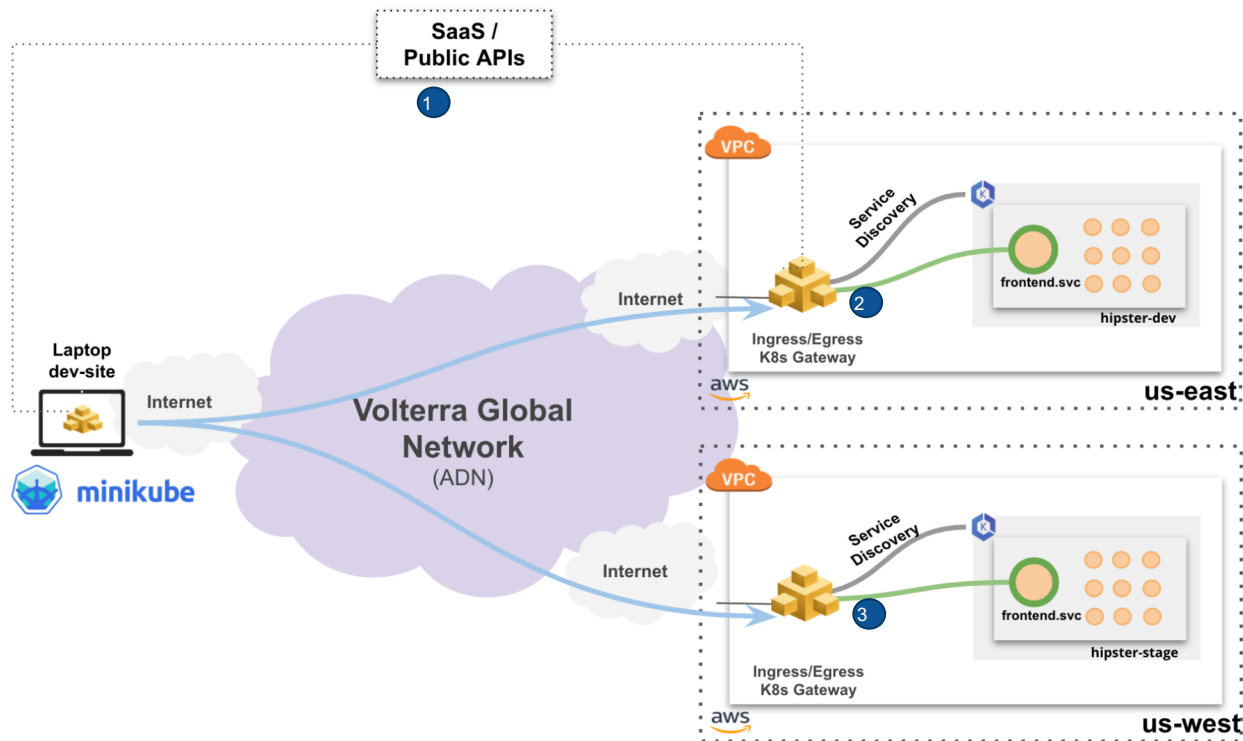 SaaS /
Public APIs
1
VPC
Service
Discovery
K
frontend.svc
hipster-dev
2
Internet
Ingress/Egress
K8s Gateway
aws
us-east
Laptop
dev-site
Internet
minikube
Volterra Global
Network
(ADN)
VPC
Service
Discovery
K
frontend.svc
hipster-stage
3
Internet
Ingress/Egress
K8s Gateway
aws
us-west